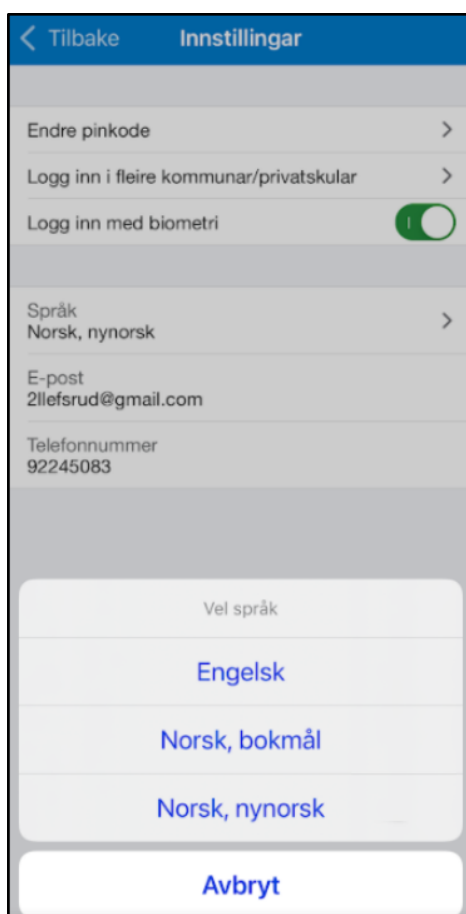 Tilbake Innstillingar
Endre pinkode
Logg inn i fleire kommunar/privatskular
Logg inn med biometri
Språk
Norsk, nynorsk
E-post
2llefsrud@gmail.com
Telefonnummer
92245083
Vel språk
Engelsk
Norsk, bokmål
Norsk, nynorsk
Avbryt